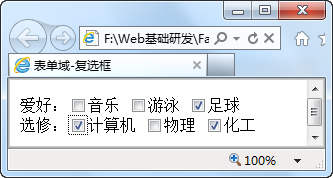 F:\Web基础研发\Fa
表单域-复选框
爱好： 音乐 游泳 足球
选修： 计算机 物理 化工
100%